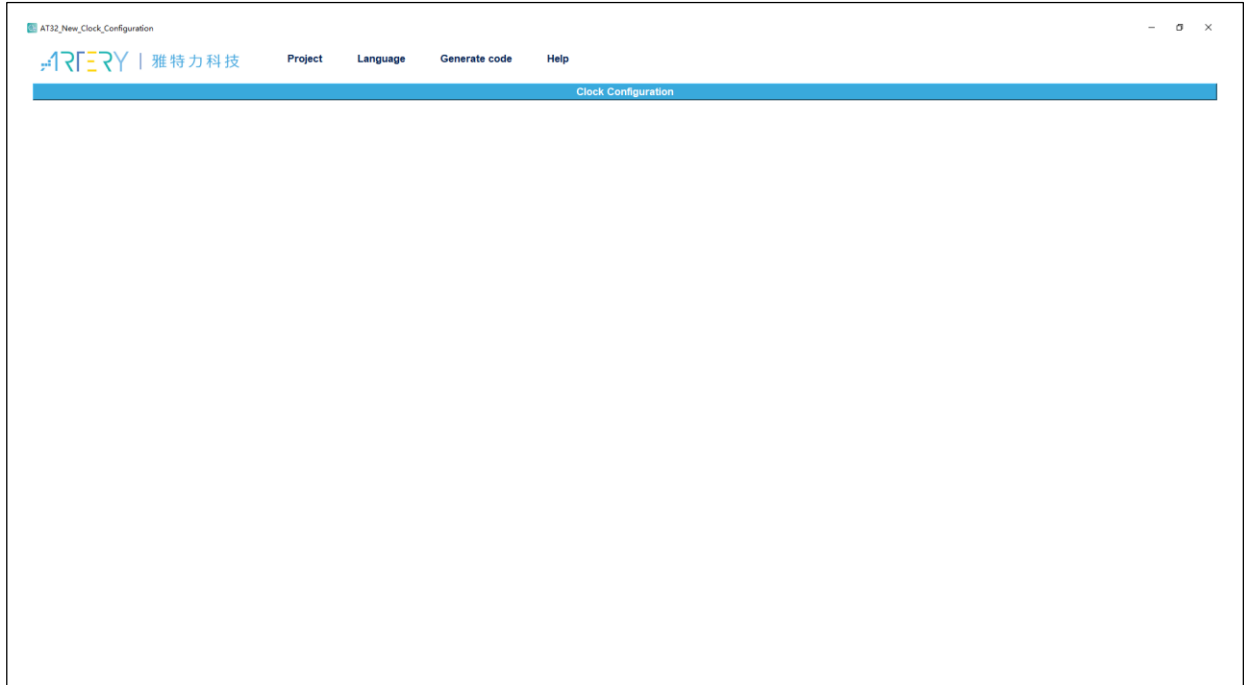 AT32_New_Clock_Configuration
ARTERY | 雅特力科技 Project Language Generate code Help
Clock Configuration